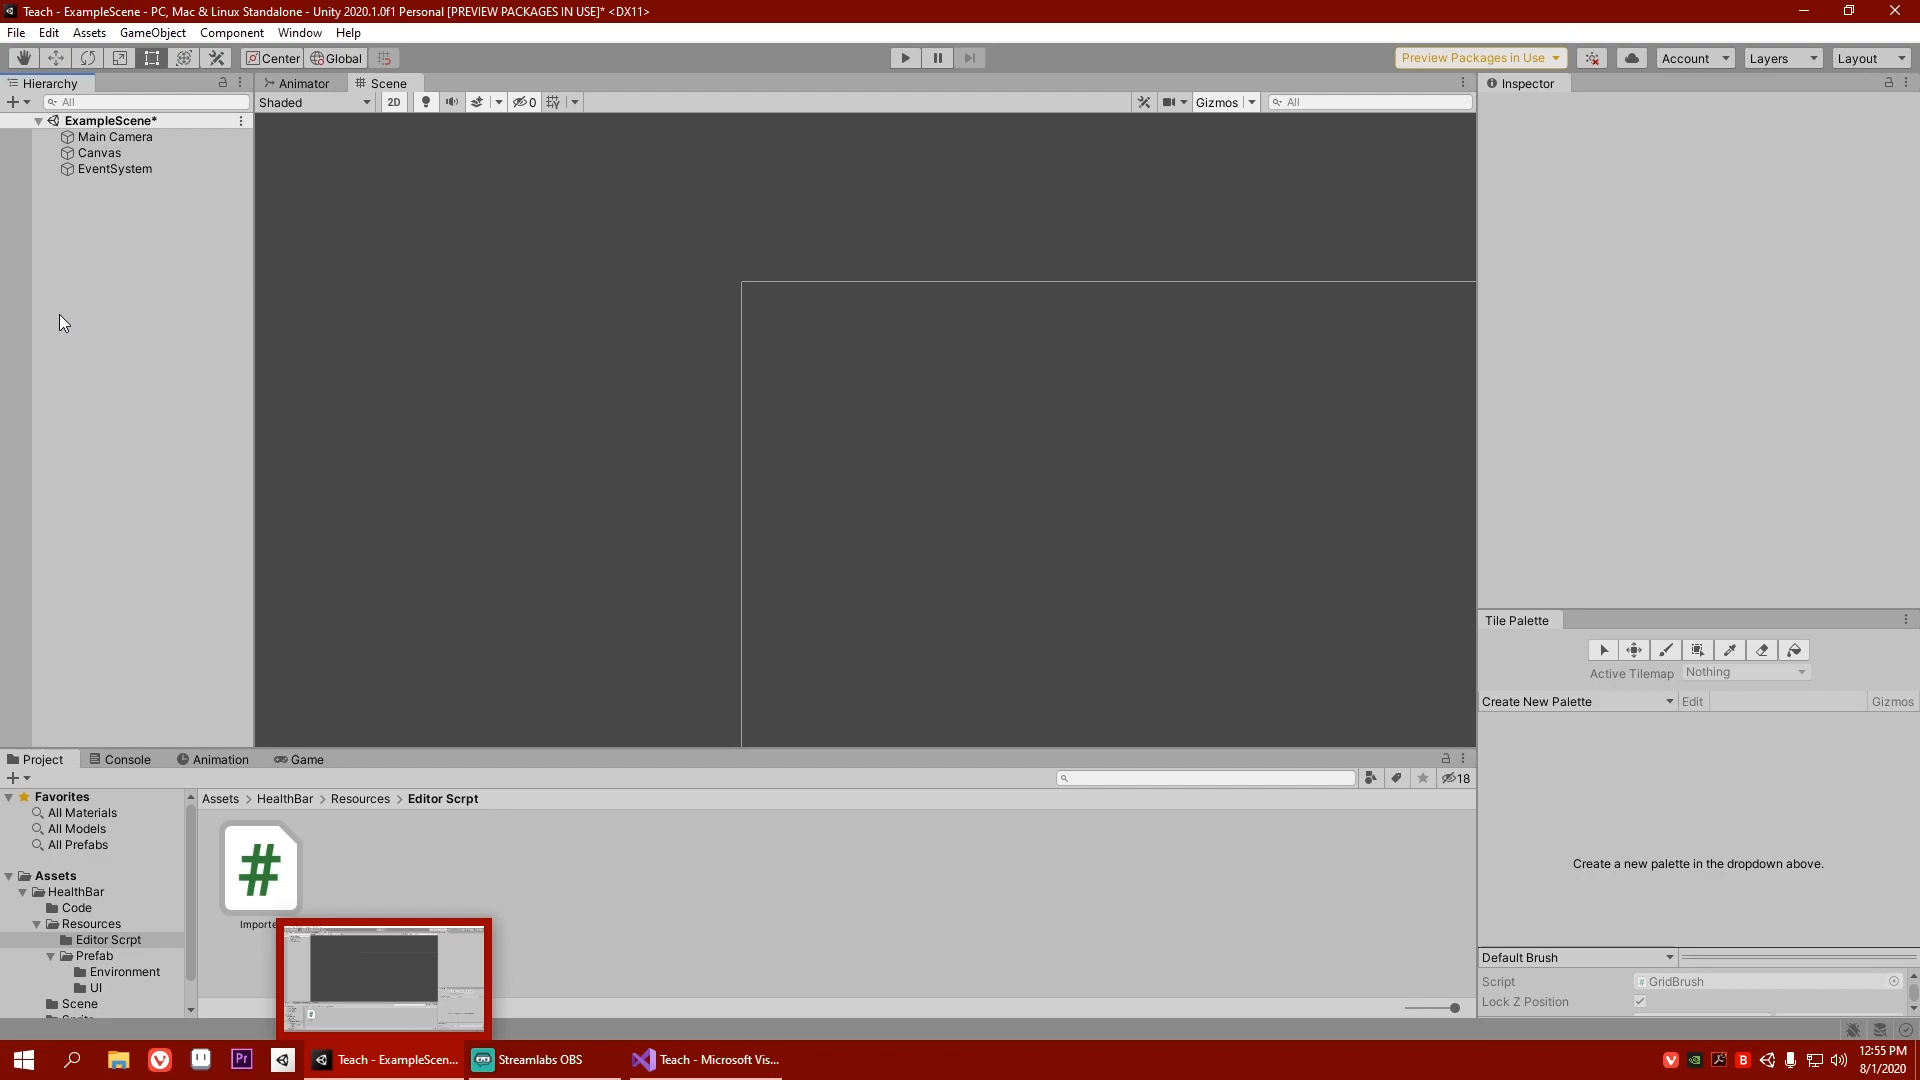 Teach - ExampleScene - PC, Mac & Linux Standalone - Unity 2020.1.0f1 Personal [PREVIEW PACKAGES IN USE]* <DX11>
File Edit Assets GameObject Component Window Help
Center Global Preview Packages in Use Account Layers Layout
Hierarchy Animator Scene Inspector
All Shaded 2D 0 Gizmos All
ExampleScene*
Main Camera
Canvas
EventSystem
Tile Palette
Active Tilemap Nothing
Create New Palette Edit Gizmos
Create a new palette in the dropdown above.
Default Brush
Script GridBrush
Lock Z Position
Project Console Animation Game
18
Favorites
All Materials
All Models
All Prefabs
Assets
HealthBar
Code
Resources
Editor Scrpt
Prefab
Environment
UI
Scene
Assets > HealthBar > Resources > Editor Scrpt
#
Teach - ExampleScen... Streamlabs OBS Teach - Microsoft Vis...
Pr
12:55 PM
8/1/2020